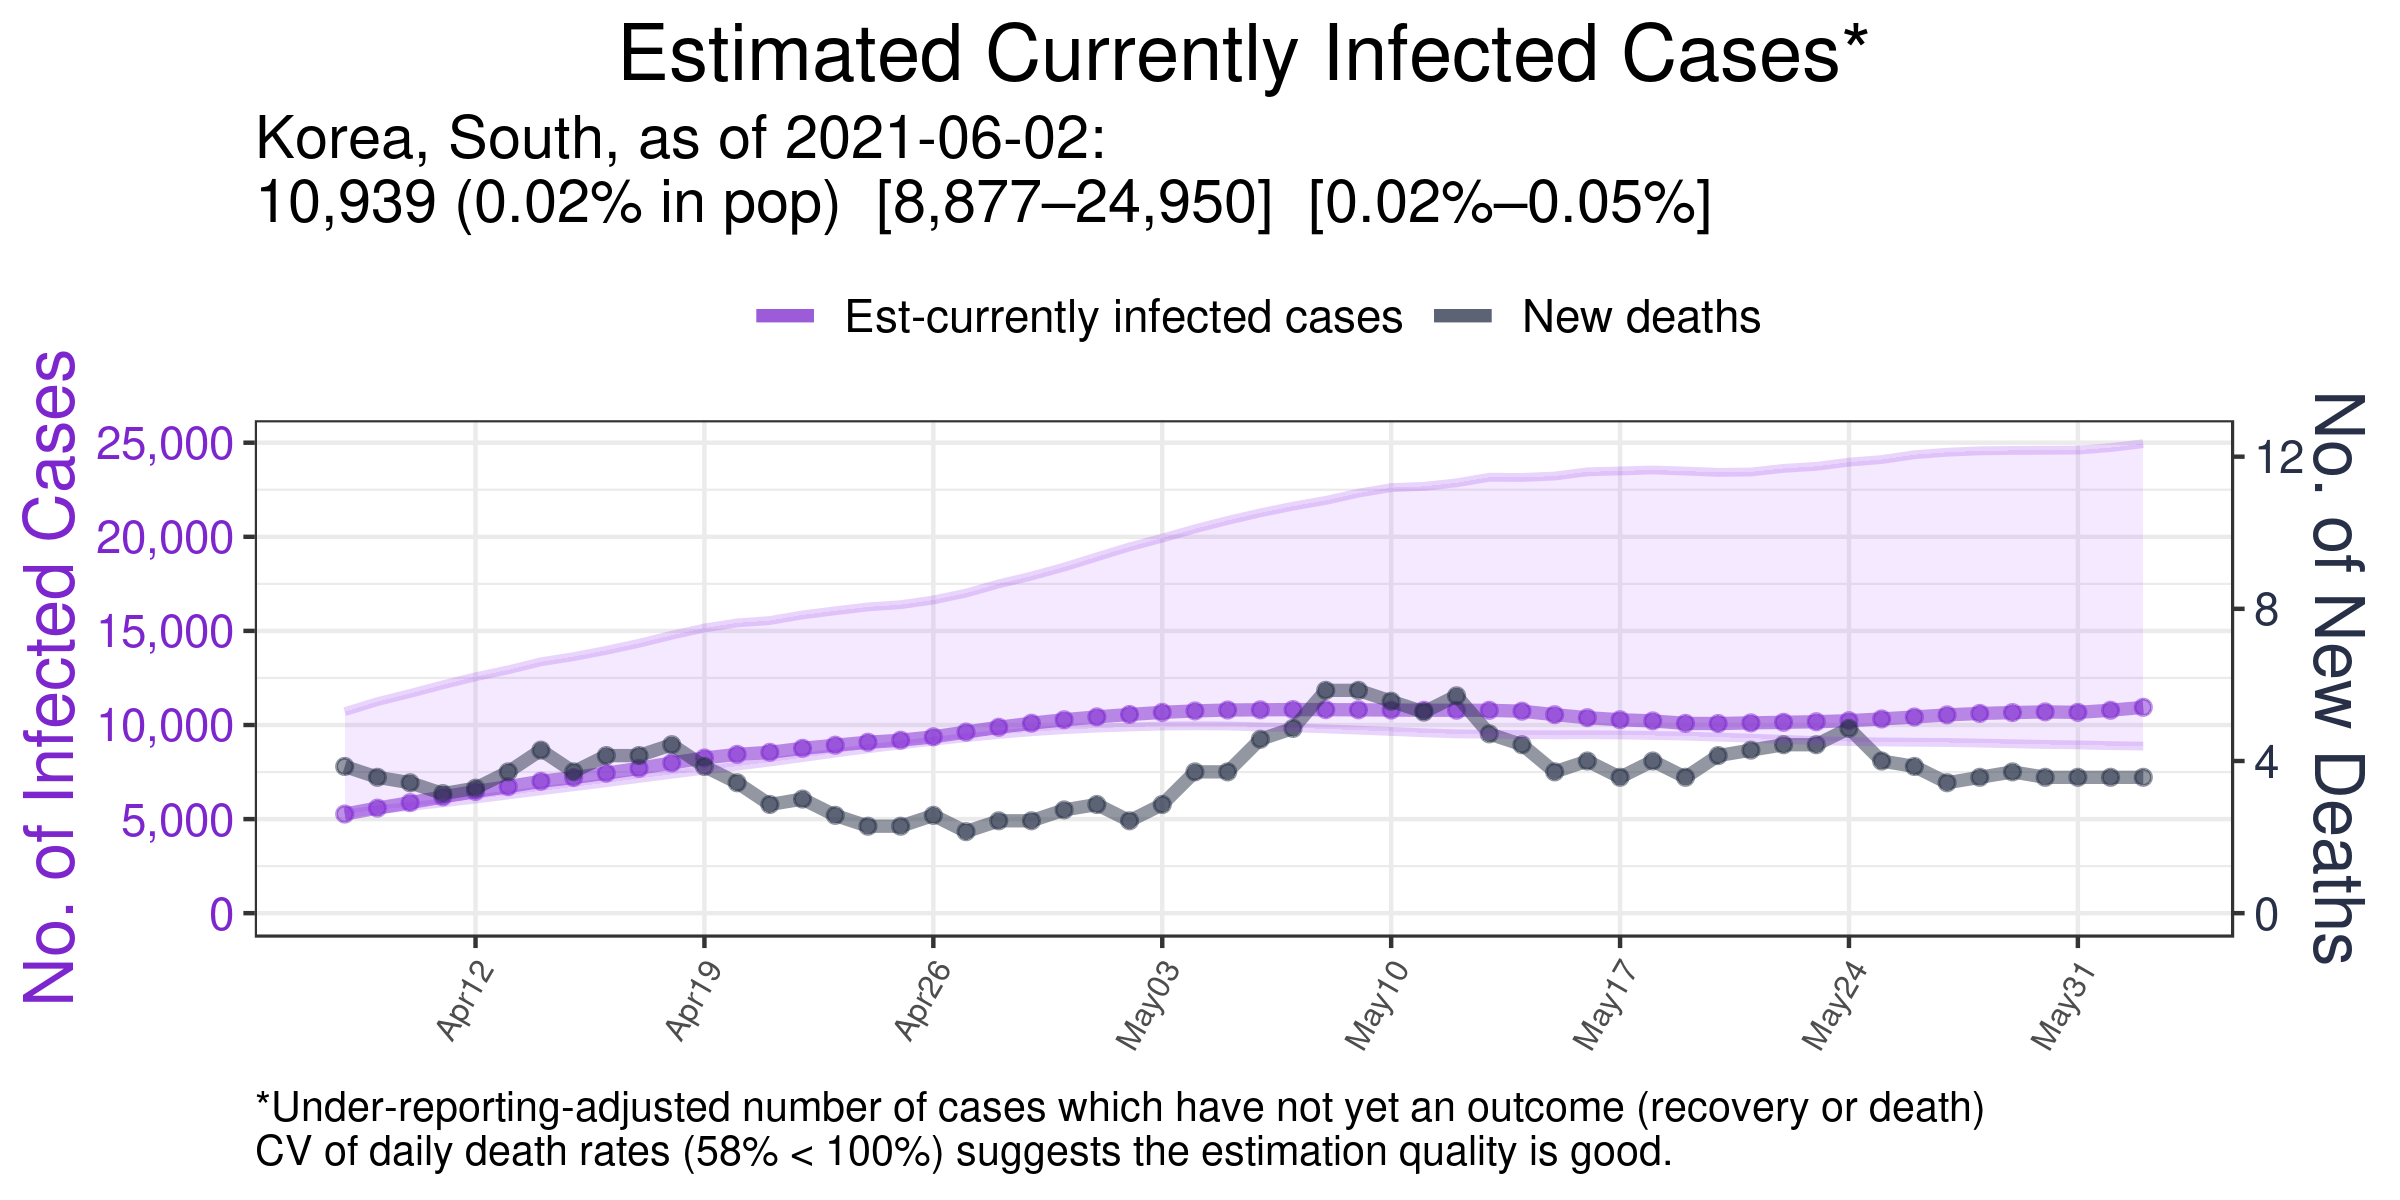 Estimated Currently Infected Cases*
Korea, South, as of 2021-06-02:
10,939 (0.02% in pop)  [8,877–24,950]  [0.02%–0.05%]
Est-currently infected cases
New deaths
No. of Infected Cases
25,000
20,000
15,000
10,000
5,000
0
12
8
4
0
No. of New Deaths
Apr12
Apr19
Apr26
May03
May10
May17
May24
May31
*Under-reporting-adjusted number of cases which have not yet an outcome (recovery or death)
CV of daily death rates (58% < 100%) suggests the estimation quality is good.